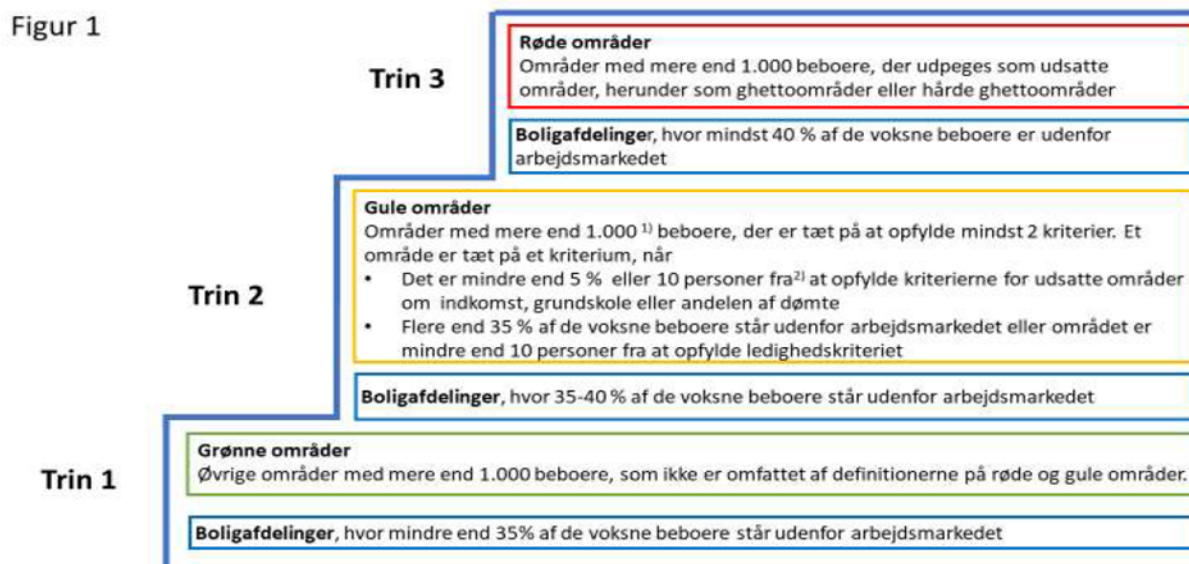 Figur 1
Trin 3
Røde områder
Områder med mere end 1.000 beboere, der udpeges som udsatte
områder, herunder som ghettoområder eller hårde ghettoområder
Boligafdelinger, hvor mindst 40 % af de voksne beboere er udenfor
arbejdsmarkedet
Trin 2
Gule områder
Områder med mere end 1.000 ¹⁾ beboere, der er tæt på at opfylde mindst 2 kriterier. Et
område er tæt på et kriterium, når
• Det er mindre end 5 % eller 10 personer fra²⁾ at opfylde kriterierne for udsatte områder
om indkomst, grundskole eller andelen af dømte
• Flere end 35 % af de voksne beboere står udenfor arbejdsmarkedet eller området er
mindre end 10 personer fra at opfylde ledighedskriteriet
Boligafdelinger, hvor 35-40 % af de voksne beboere står udenfor arbejdsmarkedet
Trin 1
Grønne områder
Øvrige områder med mere end 1.000 beboere, som ikke er omfattet af definitionerne på røde og gule områder.
Boligafdelinger, hvor mindre end 35% af de voksne beboere står udenfor arbejdsmarkedet